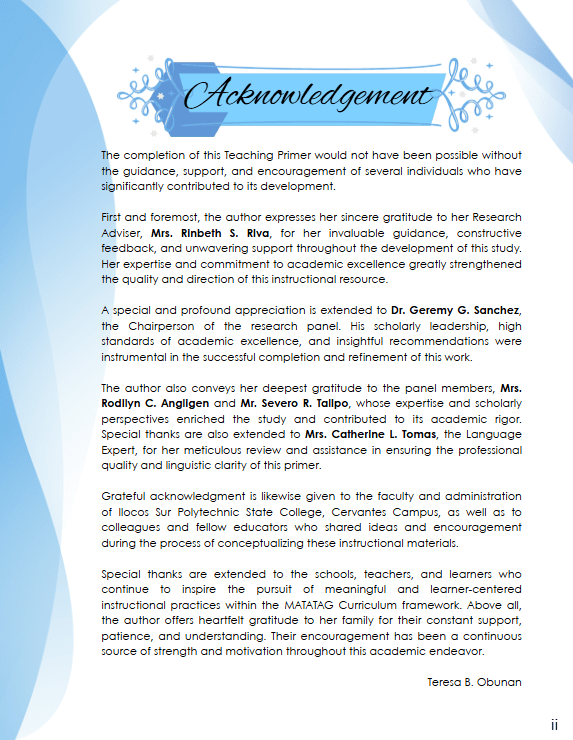 Acknowledgement
The completion of this Teaching Primer would not have been possible without
the guidance, support, and encouragement of several individuals who have
significantly contributed to its development.
First and foremost, the author expresses her sincere gratitude to her Research
Adviser, Mrs. Rinbeth S. Riva, for her invaluable guidance, constructive
feedback, and unwavering support throughout the development of this study.
Her expertise and commitment to academic excellence greatly strengthened
the quality and direction of this instructional resource.
A special and profound appreciation is extended to Dr. Geremy G. Sanchez,
the Chairperson of the research panel. His scholarly leadership, high
standards of academic excellence, and insightful recommendations were
instrumental in the successful completion and refinement of this work.
The author also conveys her deepest gratitude to the panel members, Mrs.
Rodilyn C. Angligen and Mr. Severo R. Talipo, whose expertise and scholarly
perspectives enriched the study and contributed to its academic rigor.
Special thanks are also extended to Mrs. Catherine L. Tomas, the Language
Expert, for her meticulous review and assistance in ensuring the professional
quality and linguistic clarity of this primer.
Grateful acknowledgment is likewise given to the faculty and administration
of Ilocos Sur Polytechnic State College, Cervantes Campus, as well as to
colleagues and fellow educators who shared ideas and encouragement
during the process of conceptualizing these instructional materials.
Special thanks are extended to the schools, teachers, and learners who
continue to inspire the pursuit of meaningful and learner-centered
instructional practices within the MATATAG Curriculum framework. Above all,
the author offers heartfelt gratitude to her family for their constant support,
patience, and understanding. Their encouragement has been a continuous
source of strength and motivation throughout this academic endeavor.
Teresa B. Obunan
ii